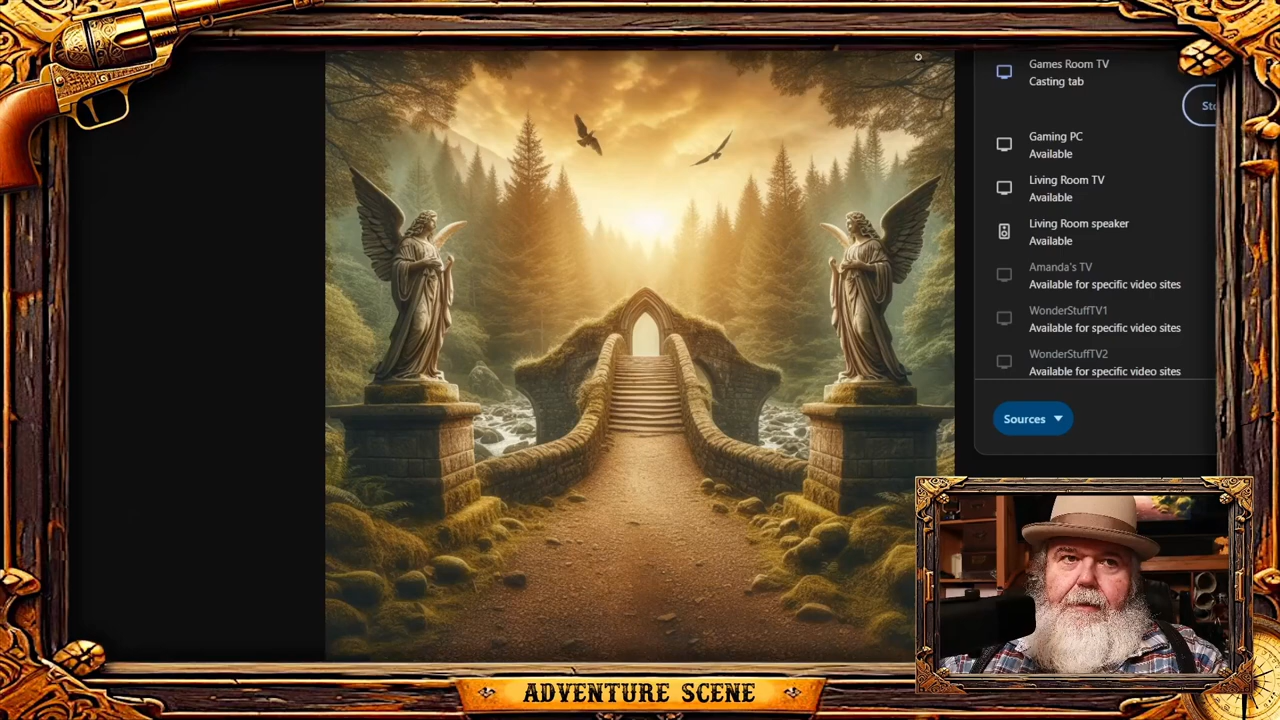 Games Room TV
Casting tab
Gaming PC
Available
Living Room TV
Available
Living Room speaker
Available
Amanda's TV
Available for specific video sites
WonderStuffTV1
Available for specific video sites
WonderStuffTV2
Available for specific video sites
Sources
ADVENTURE SCENE